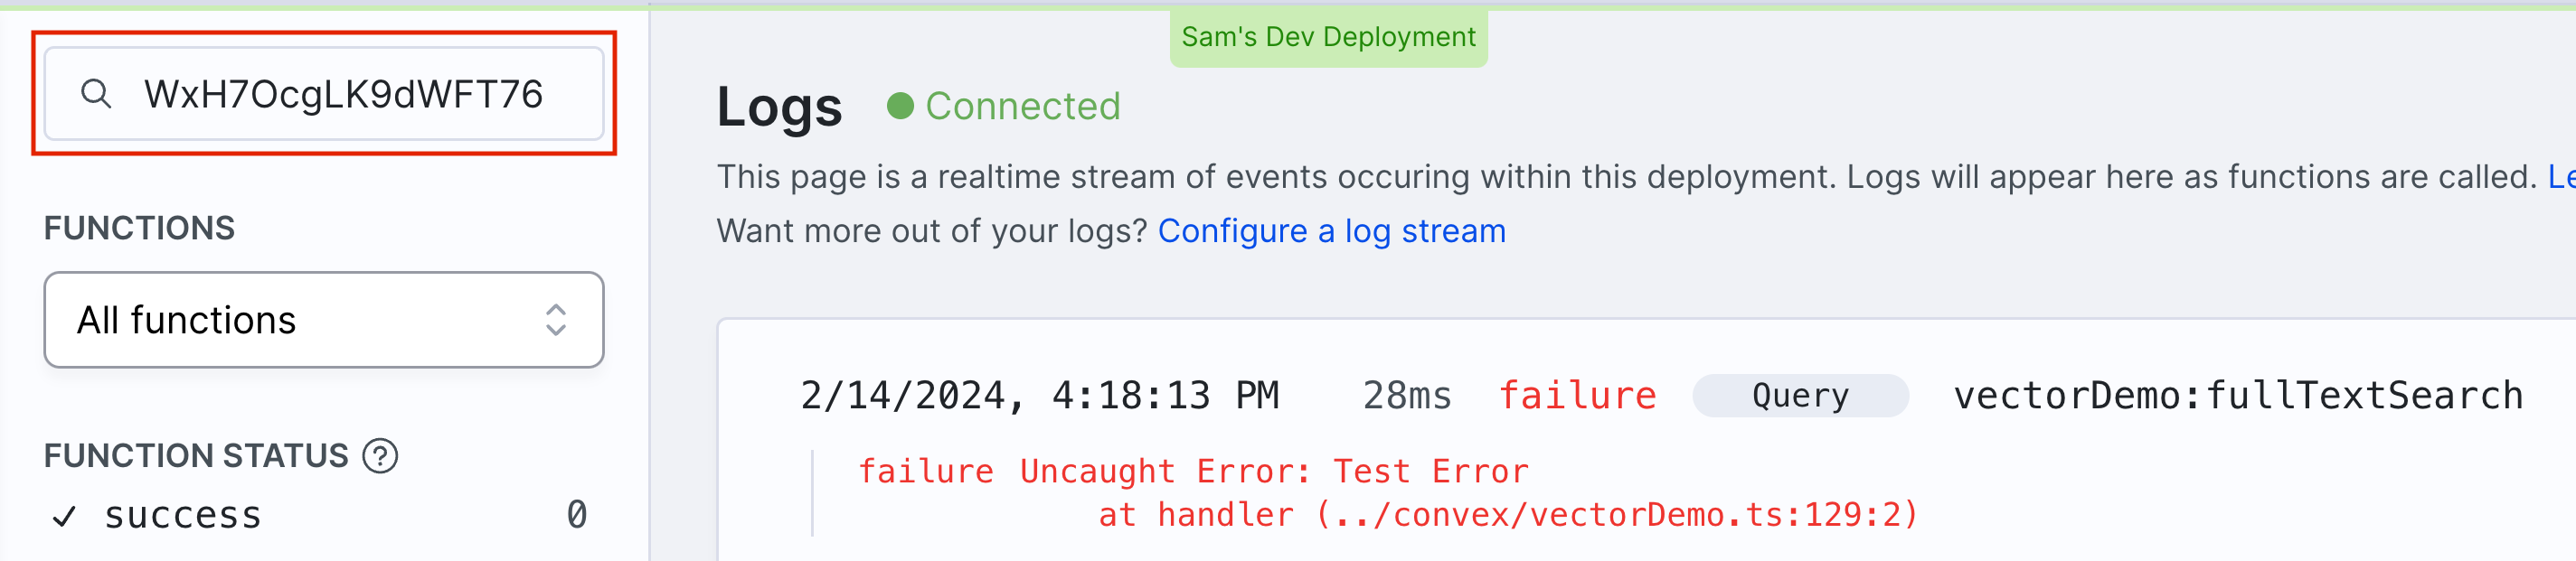 Sam's Dev Deployment
WxH7OcgLK9dWFT76
FUNCTIONS
All functions
FUNCTION STATUS ?
success 0
Logs Connected
This page is a realtime stream of events occuring within this deployment. Logs will appear here as functions are called.
Want more out of your logs? Configure a log stream
2/14/2024, 4:18:13 PM 28ms failure Query vectorDemo:fullTextSearch
failure Uncaught Error: Test Error
at handler (../convex/vectorDemo.ts:129:2)